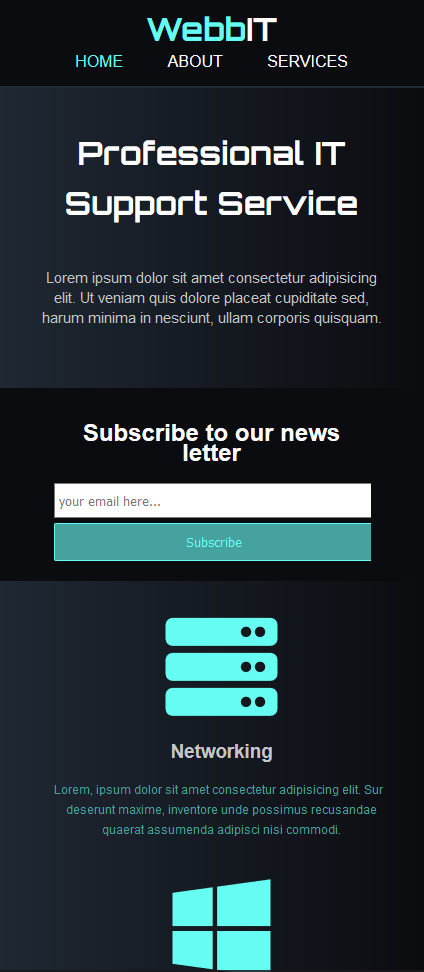 WebbIT
HOME ABOUT SERVICES
Professional IT
Support Service
Lorem ipsum dolor sit amet consectetur adipisicing
elit. Ut veniam quis dolore placeat cupiditate sed,
harum minima in nesciunt, ullam corporis quisquam.
Subscribe to our news
letter
your email here...
Subscribe
Networking
Lorem, ipsum dolor sit amet consectetur adipisicing elit. Sur
deserunt maxime, inventore unde possimus recusandae
quaerat assumenda adipisci nisi commodi.